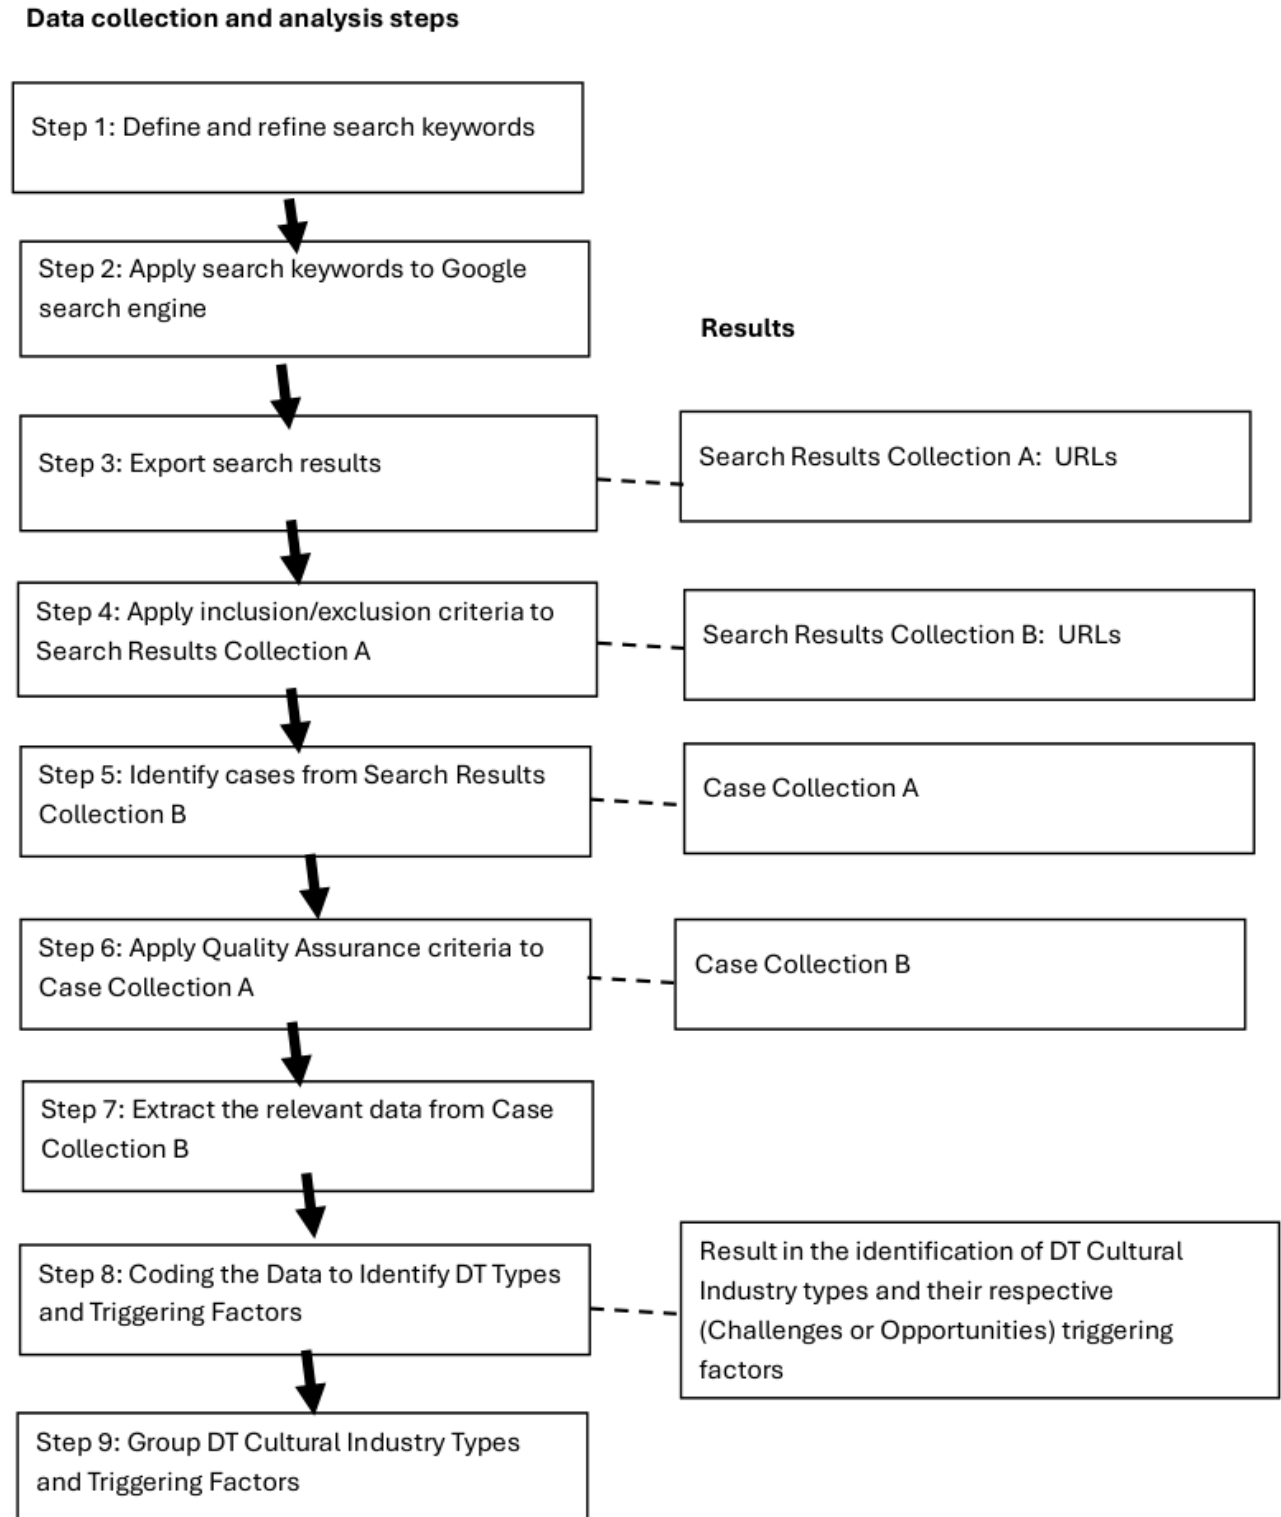 Data collection and analysis steps
Step 1: Define and refine search keywords
Step 2: Apply search keywords to Google
search engine
Results
Step 3: Export search results
Search Results Collection A:  URLs
Step 4: Apply inclusion/exclusion criteria to
Search Results Collection A
Search Results Collection B:  URLs
Step 5: Identify cases from Search Results
Collection B
Case Collection A
Step 6: Apply Quality Assurance criteria to
Case Collection A
Case Collection B
Step 7: Extract the relevant data from Case
Collection B
Step 8: Coding the Data to Identify DT Types
and Triggering Factors
Result in the identification of DT Cultural
Industry types and their respective
(Challenges or Opportunities) triggering
factors
Step 9: Group DT Cultural Industry Types
and Triggering Factors